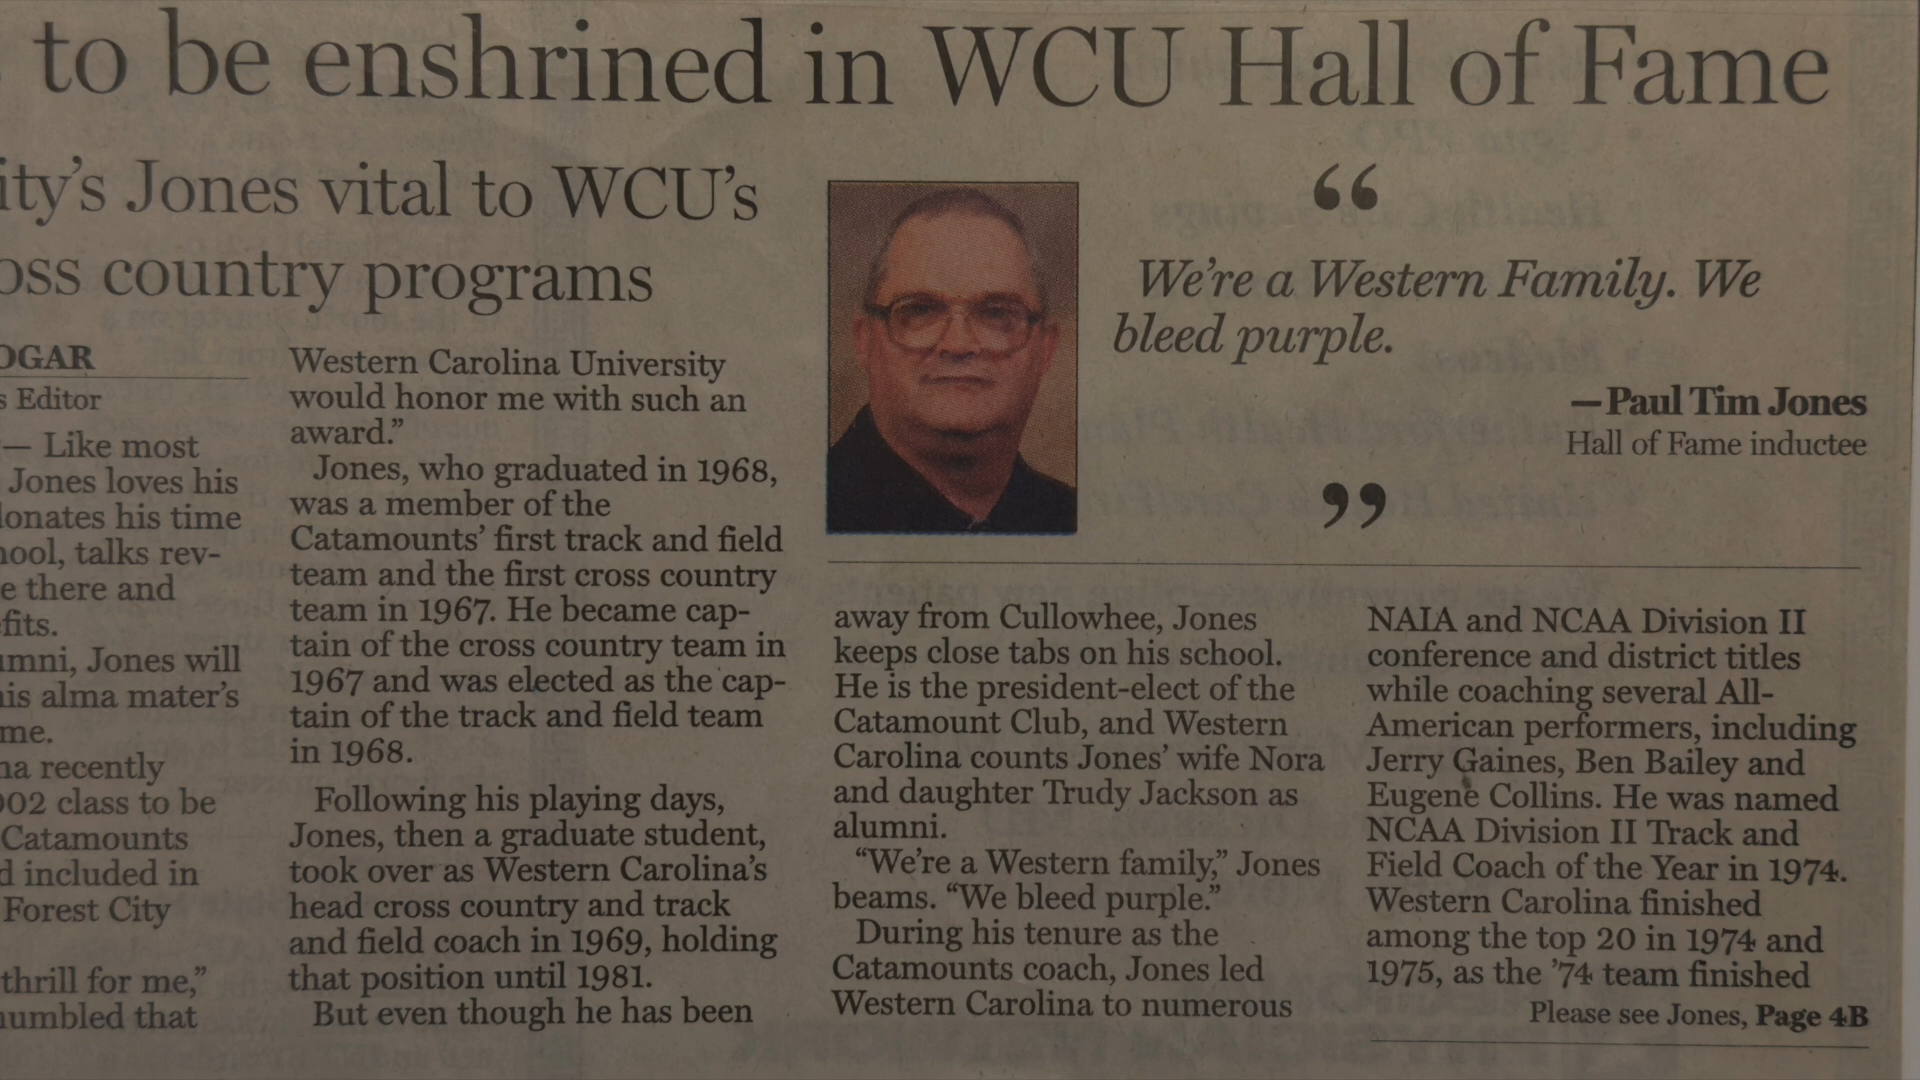 to be enshrined in WCU Hall of Fame
ity's Jones vital to WCU's
oss country programs
OGAR
s Editor
— Like most
Jones loves his
donates his time
hool, talks rev-
e there and
efits.
umni, Jones will
his alma mater's
me.
na recently
002 class to be
Catamounts
d included in
Forest City
thrill for me,"
humbled that
Western Carolina University
would honor me with such an
award."
Jones, who graduated in 1968,
was a member of the
Catamounts' first track and field
team and the first cross country
team in 1967. He became cap-
tain of the cross country team in
1967 and was elected as the cap-
tain of the track and field team
in 1968.
Following his playing days,
Jones, then a graduate student,
took over as Western Carolina's
head cross country and track
and field coach in 1969, holding
that position until 1981.
But even though he has been
“
We're a Western Family. We
bleed purple.
—Paul Tim Jones
Hall of Fame inductee
”
away from Cullowhee, Jones
keeps close tabs on his school.
He is the president-elect of the
Catamount Club, and Western
Carolina counts Jones' wife Nora
and daughter Trudy Jackson as
alumni.
"We're a Western family," Jones
beams. "We bleed purple."
During his tenure as the
Catamounts coach, Jones led
Western Carolina to numerous
NAIA and NCAA Division II
conference and district titles
while coaching several All-
American performers, including
Jerry Gaines, Ben Bailey and
Eugene Collins. He was named
NCAA Division II Track and
Field Coach of the Year in 1974.
Western Carolina finished
among the top 20 in 1974 and
1975, as the '74 team finished
Please see Jones, Page 4B